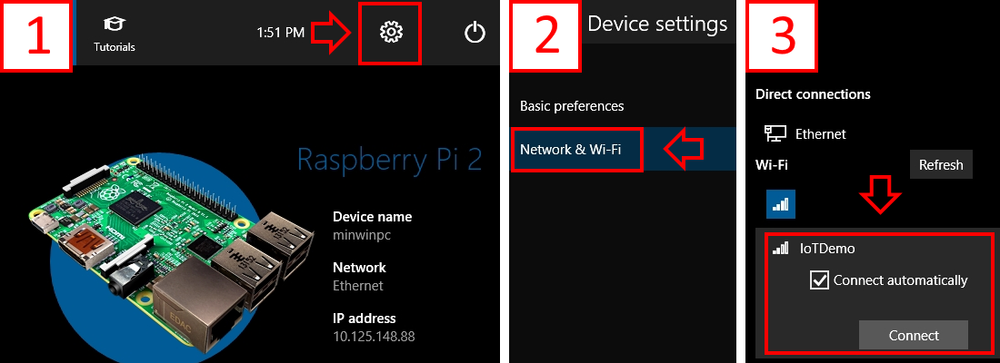 1
Tutorials
1:51 PM
Raspberry Pi 2
HDMI
EDAC
Device name
minwinpc
Network
Ethernet
IP address
10.125.148.88
2
Device settings
Basic preferences
Network & Wi-Fi
3
Direct connections
Ethernet
Wi-Fi
Refresh
IoTDemo
Connect automatically
Connect